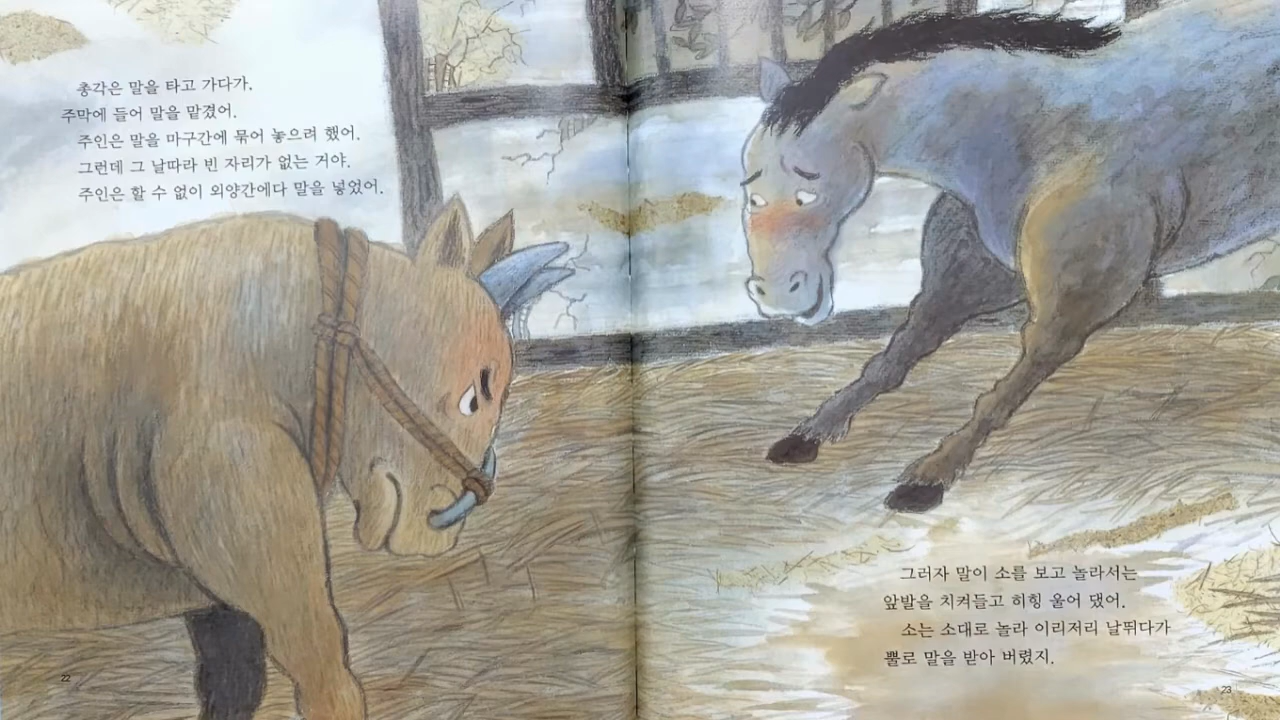 총각은 말을 타고 가다가,
주막에 들어 말을 맡겼어.
주인은 말을 마구간에 묶어 놓으려 했어.
그런데 그 날따라 빈 자리가 없는 거야.
주인은 할 수 없이 외양간에다 말을 넣었어.
22
그러자 말이 소를 보고 놀라서는
앞발을 치켜들고 히힝 울어 댔어.
소는 소대로 놀라 이리저리 날뛰다가
뿔로 말을 받아 버렸지.
23